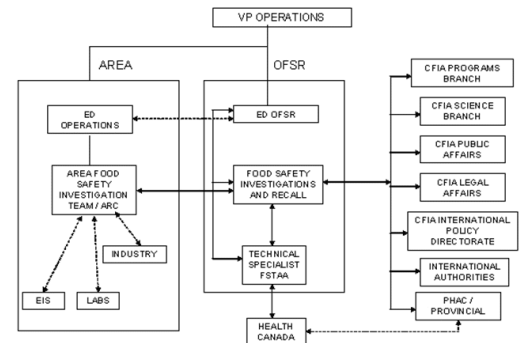 VP OPERATIONS
AREA
OFSR
ED
OPERATIONS
ED OFSR
AREA FOOD
SAFETY
INVESTIGATION
TEAM / ARC
FOOD SAFETY
INVESTIGATIONS
AND RECALL
INDUSTRY
TECHNICAL
SPECIALIST
FSTAA
EIS
LABS
HEALTH
CANADA
CFIA PROGRAMS
BRANCH
CFIA SCIENCE
BRANCH
CFIA PUBLIC
AFFAIRS
CFIA LEGAL
AFFAIRS
CFIA INTERNATIONAL
POLICY
DIRECTORATE
INTERNATIONAL
AUTHORITIES
PHAC /
PROVINCIAL